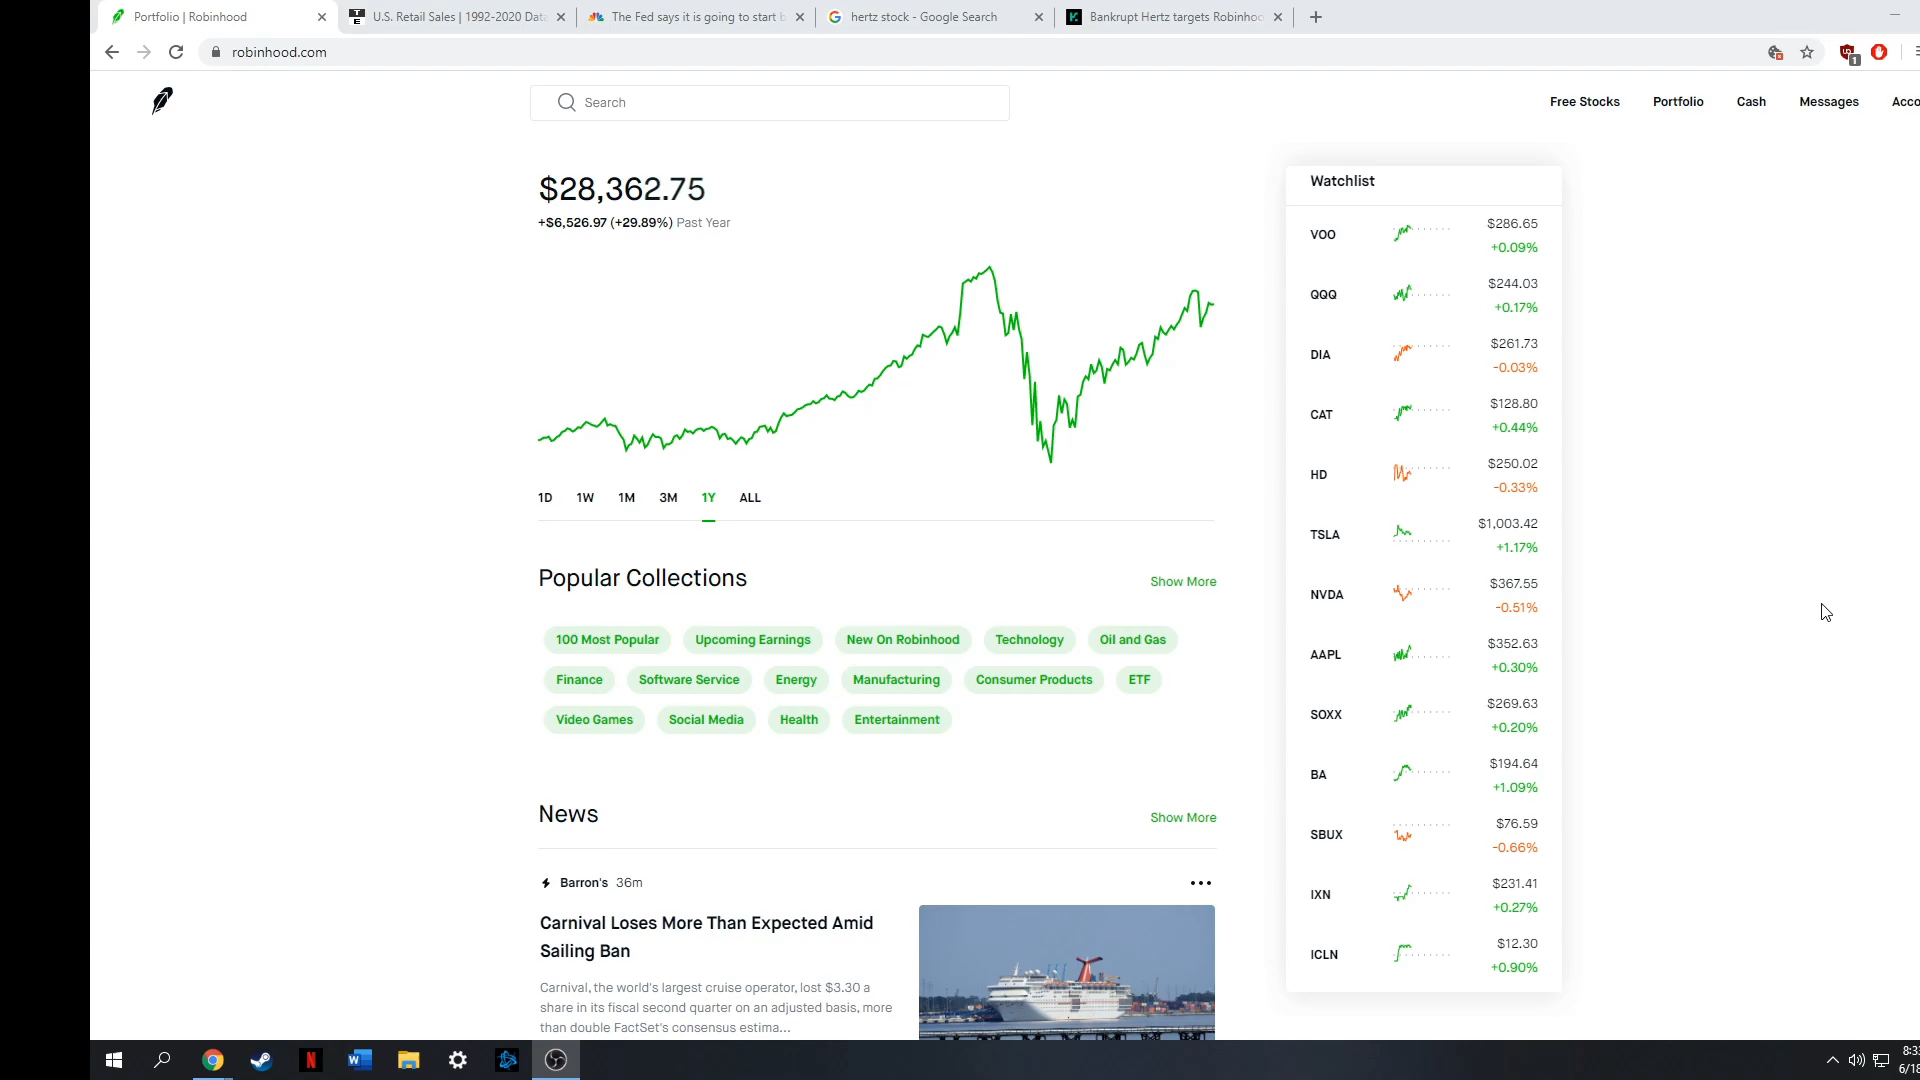 Portfolio | Robinhood
U.S. Retail Sales | 1992-2020 Data
The Fed says it is going to start b
hertz stock - Google Search
Bankrupt Hertz targets Robinhoo
robinhood.com
1
Search
Free Stocks
Portfolio
Cash
Messages
Acco
$28,362.75
+$6,526.97 (+29.89%) Past Year
1D 1W 1M 3M 1Y ALL
Popular Collections
Show More
100 Most Popular
Upcoming Earnings
New On Robinhood
Technology
Oil and Gas
Finance
Software Service
Energy
Manufacturing
Consumer Products
ETF
Video Games
Social Media
Health
Entertainment
News
Show More
Barron's 36m
Carnival Loses More Than Expected Amid
Sailing Ban
Carnival, the world's largest cruise operator, lost $3.30 a
share in its fiscal second quarter on an adjusted basis, more
than double FactSet's consensus estima...
Watchlist
VOO
$286.65
+0.09%
QQQ
$244.03
+0.17%
DIA
$261.73
-0.03%
CAT
$128.80
+0.44%
HD
$250.02
-0.33%
TSLA
$1,003.42
+1.17%
NVDA
$367.55
-0.51%
AAPL
$352.63
+0.30%
SOXX
$269.63
+0.20%
BA
$194.64
+1.09%
SBUX
$76.59
-0.66%
IXN
$231.41
+0.27%
ICLN
$12.30
+0.90%
N
W
8:33
6/18